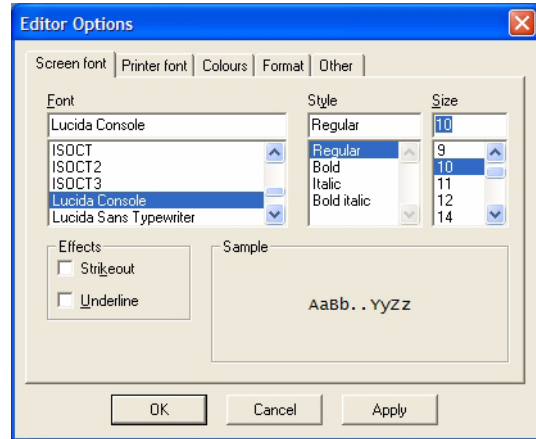 Editor Options
Screen font Printer font Colours Format Other
Font Style Size
Lucida Console Regular 10
ISOCT Regular 9
ISOCT2 Bold 10
ISOCT3 Italic 11
Lucida Console Bold italic 12
Lucida Sans Typewriter 14
Effects Sample
Strikeout
Underline AaBb..YyZz
OK Cancel Apply